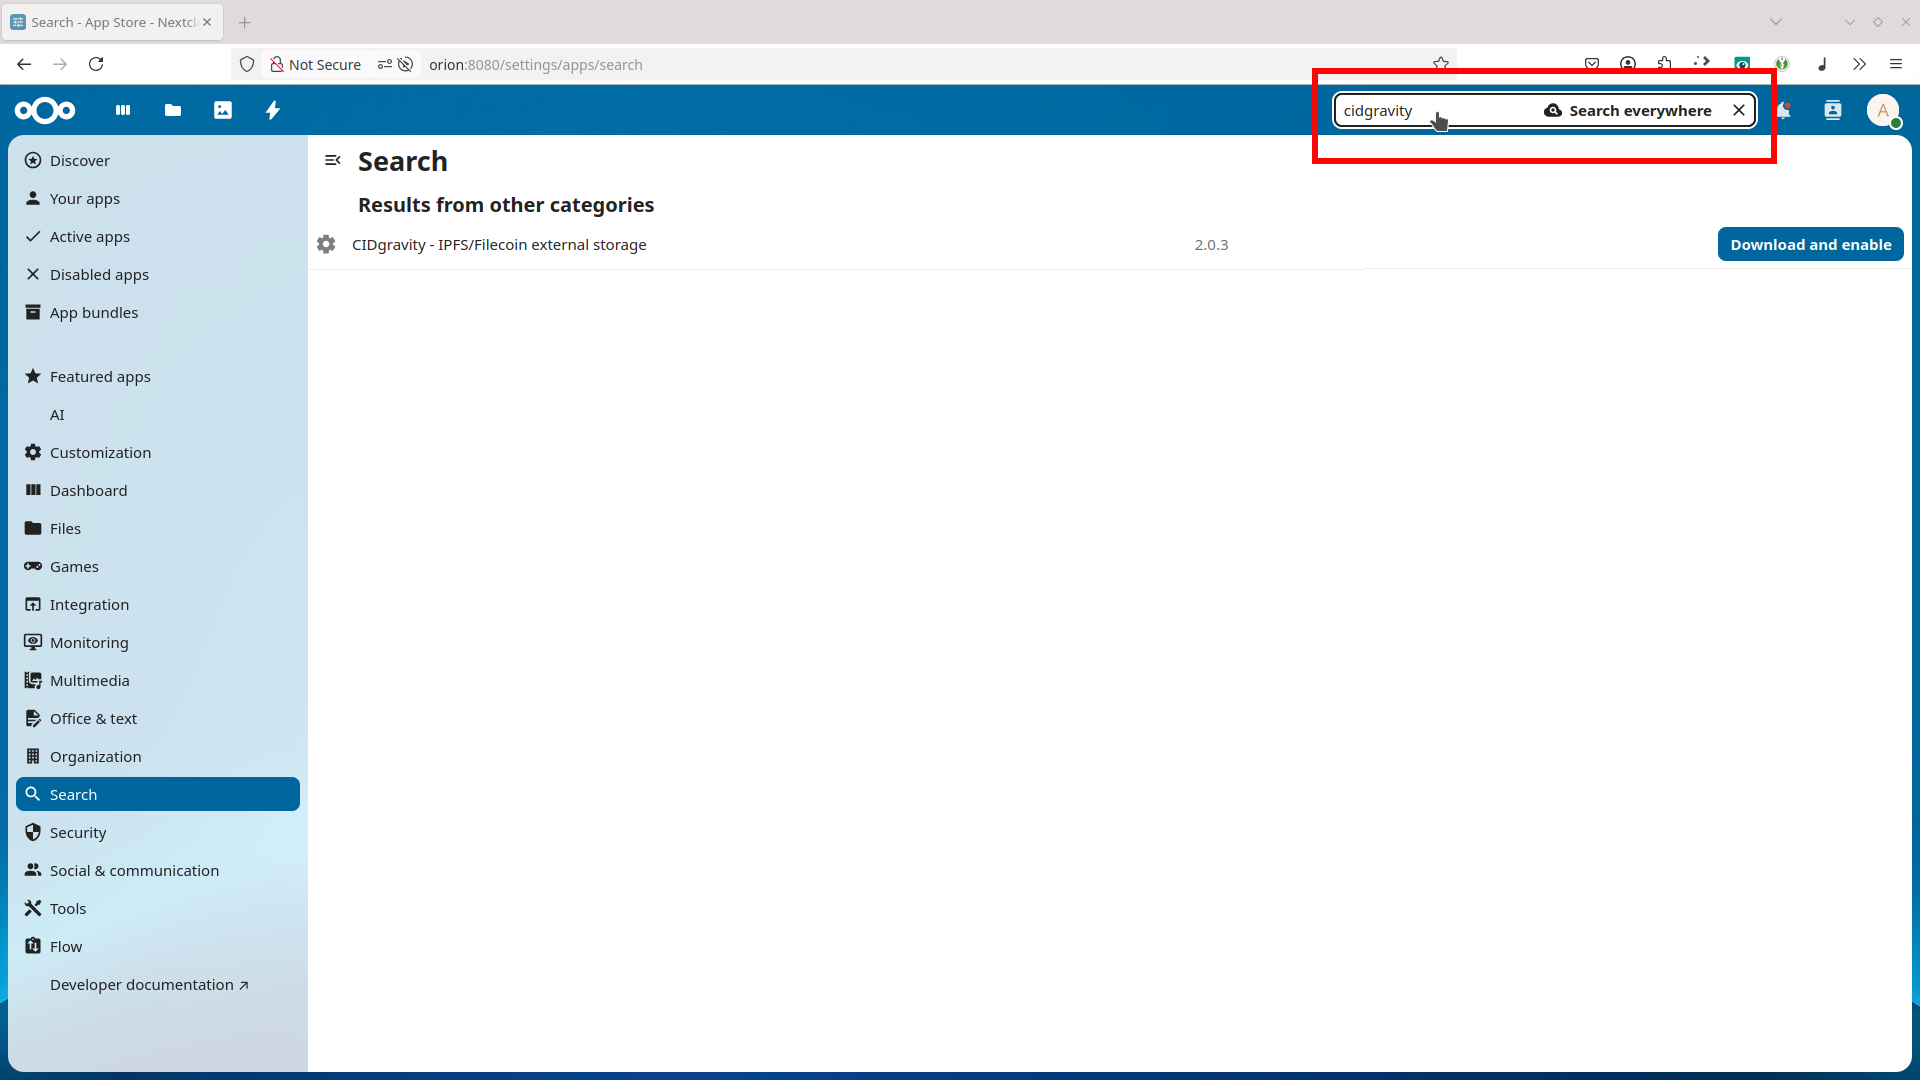 Search - App Store - Nextcl
Not Secure
orion:8080/settings/apps/search
cidgravity
Search everywhere
A
Discover
Your apps
Active apps
Disabled apps
App bundles
Featured apps
AI
Customization
Dashboard
Files
Games
Integration
Monitoring
Multimedia
Office & text
Organization
Search
Security
Social & communication
Tools
Flow
Developer documentation ↗
Search
Results from other categories
CIDgravity - IPFS/Filecoin external storage
2.0.3
Download and enable